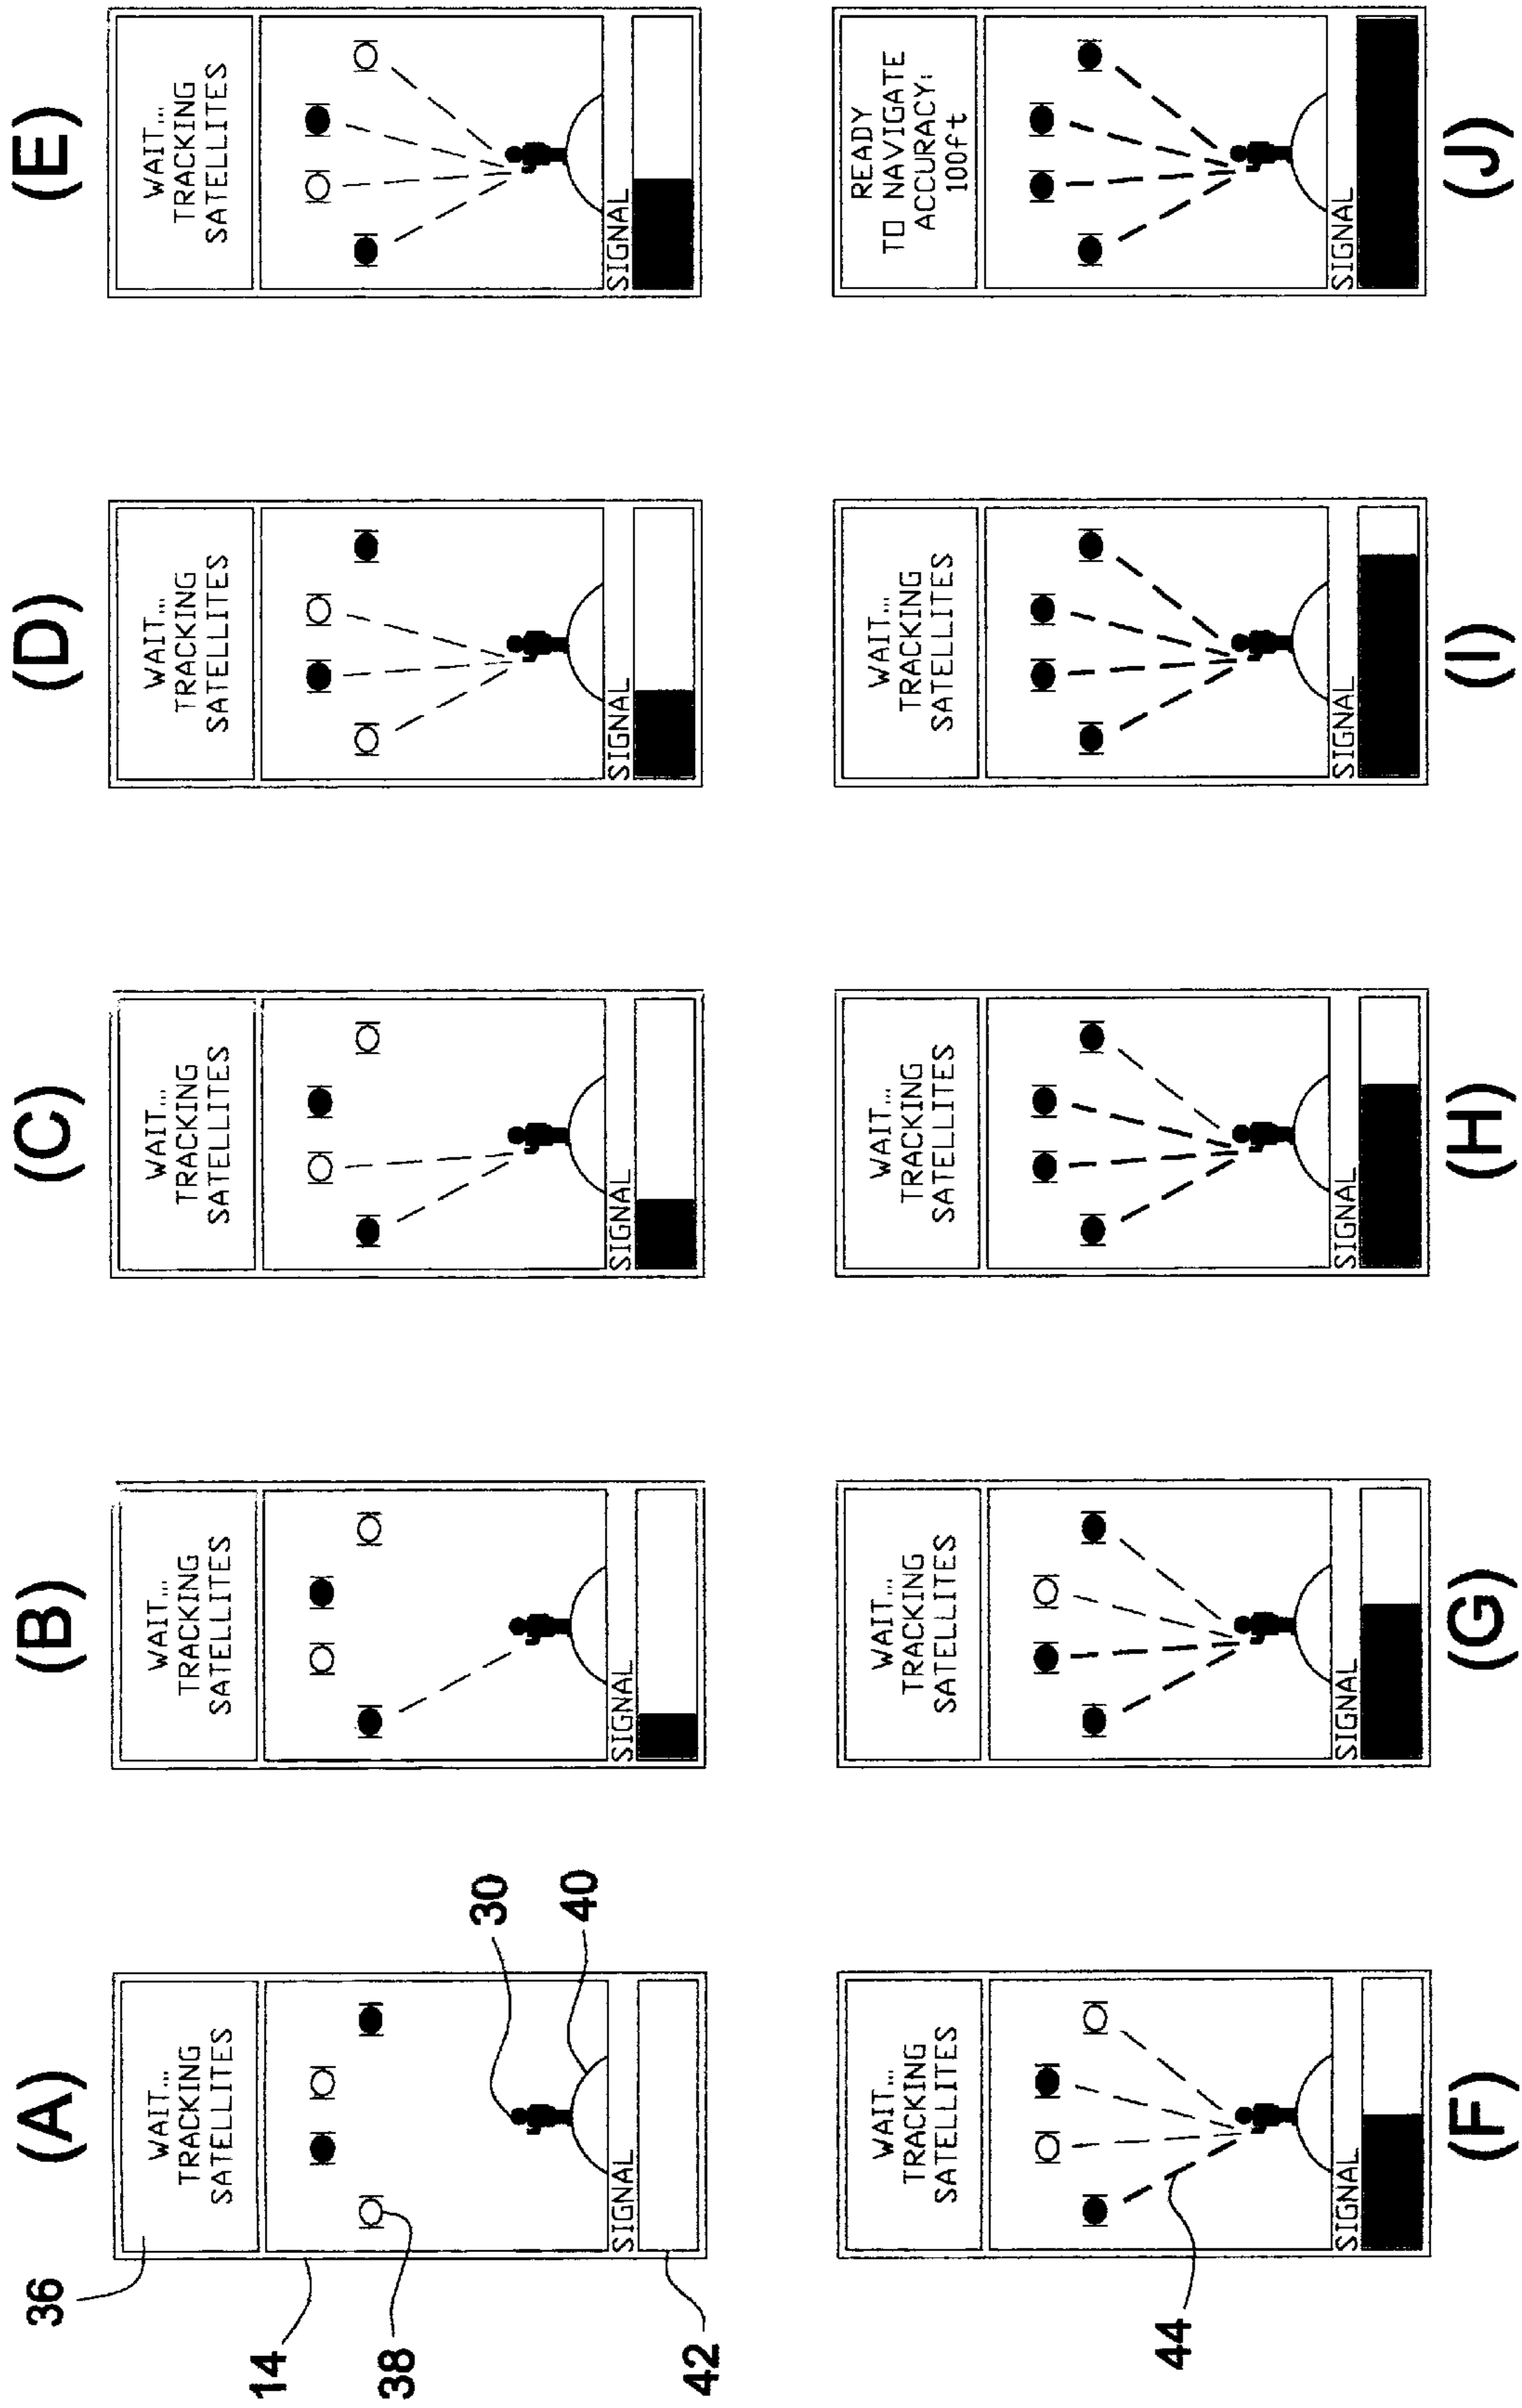 (A)
36
WAIT...
TRACKING
SATELLITES
14
38
30
40
SIGNAL
42
(B)
WAIT...
TRACKING
SATELLITES
SIGNAL
(C)
WAIT...
TRACKING
SATELLITES
SIGNAL
(D)
WAIT...
TRACKING
SATELLITES
SIGNAL
(E)
WAIT...
TRACKING
SATELLITES
SIGNAL
WAIT...
TRACKING
SATELLITES
44
SIGNAL
(F)
WAIT...
TRACKING
SATELLITES
SIGNAL
(G)
WAIT...
TRACKING
SATELLITES
SIGNAL
(H)
WAIT...
TRACKING
SATELLITES
SIGNAL
(I)
READY
TO NAVIGATE
ACCURACY:
100ft
SIGNAL
(J)